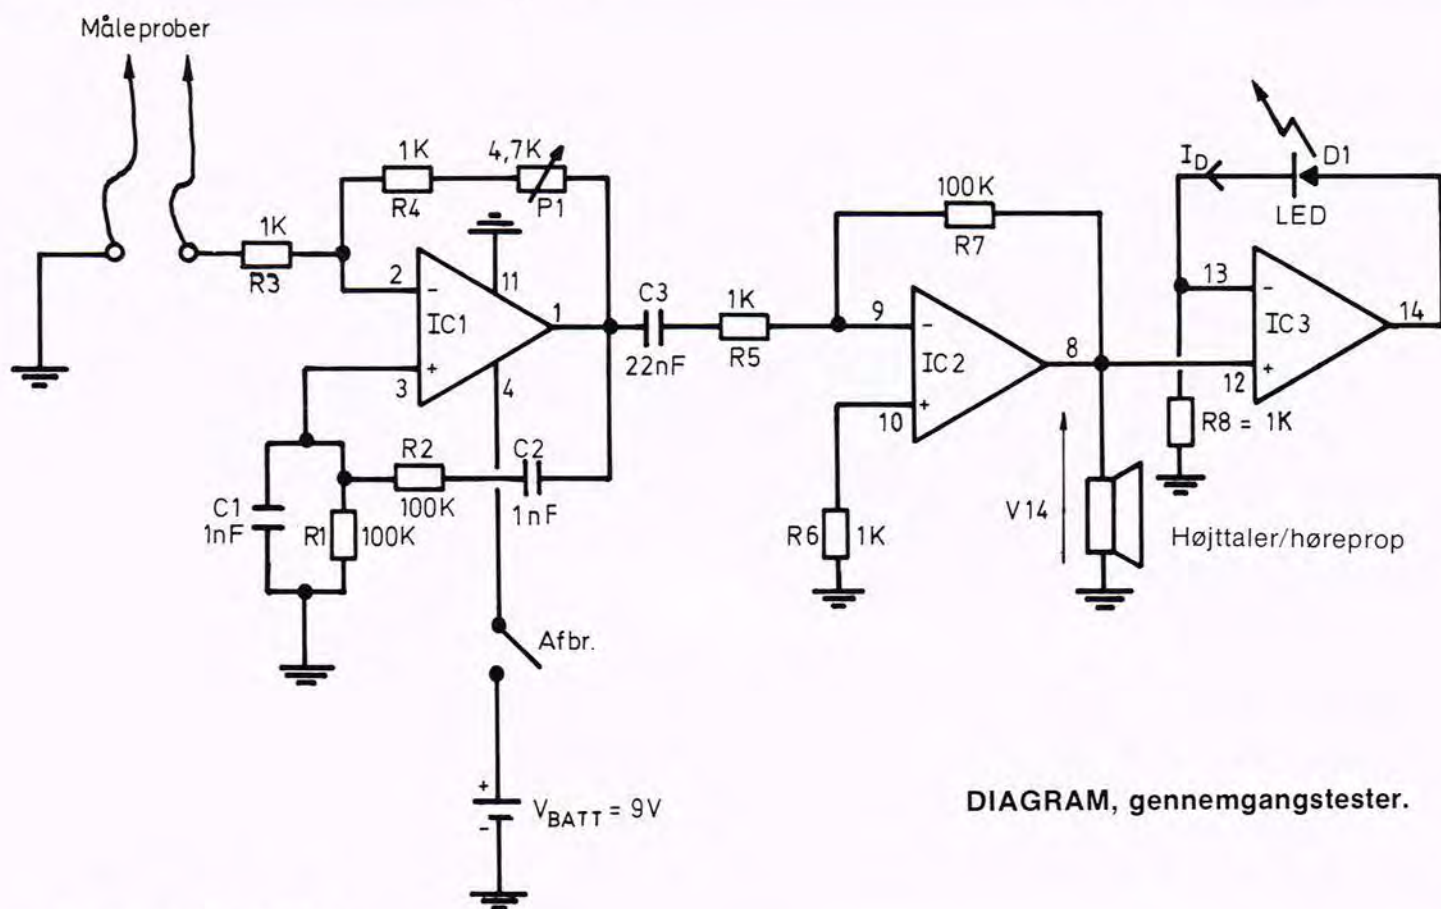 Måleprober
1K
R3
1K
R4
4,7K
P1
2
-
11
IC1
1
+
3
4
C3
22nF
1K
R5
R2
100K
C2
1nF
C1
1nF
R1
100K
Afbr.
+
-
VBATT = 9V
100K
R7
9
-
IC2
8
10
+
R6
1K
V14
Højttaler/høreprop
ID
D1
LED
13
-
IC3
14
12
+
R8 = 1K
DIAGRAM, gennemgangstester.